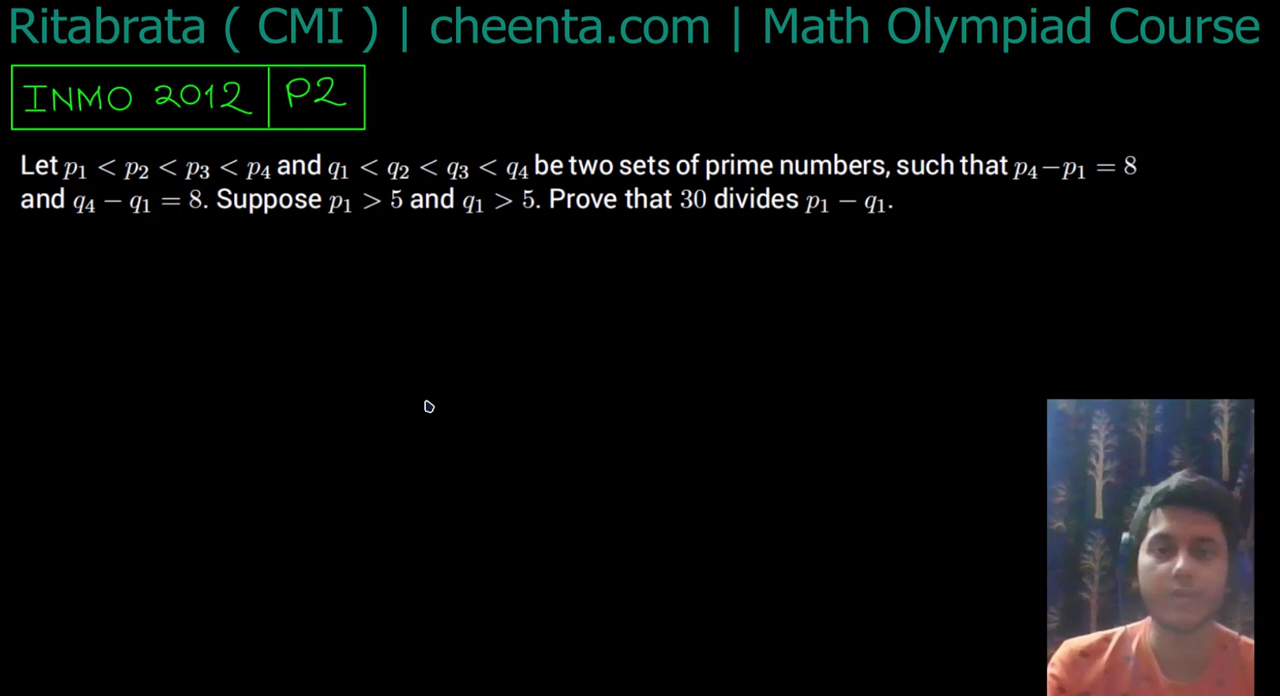 Ritabrata ( CMI ) | cheenta.com | Math Olympiad Course
INMO 2012 | P2
Let p₁ < p₂ < p₃ < p₄ and q₁ < q₂ < q₃ < q₄ be two sets of prime numbers, such that p₄−p₁ = 8
and q₄ − q₁ = 8. Suppose p₁ > 5 and q₁ > 5. Prove that 30 divides p₁ − q₁.